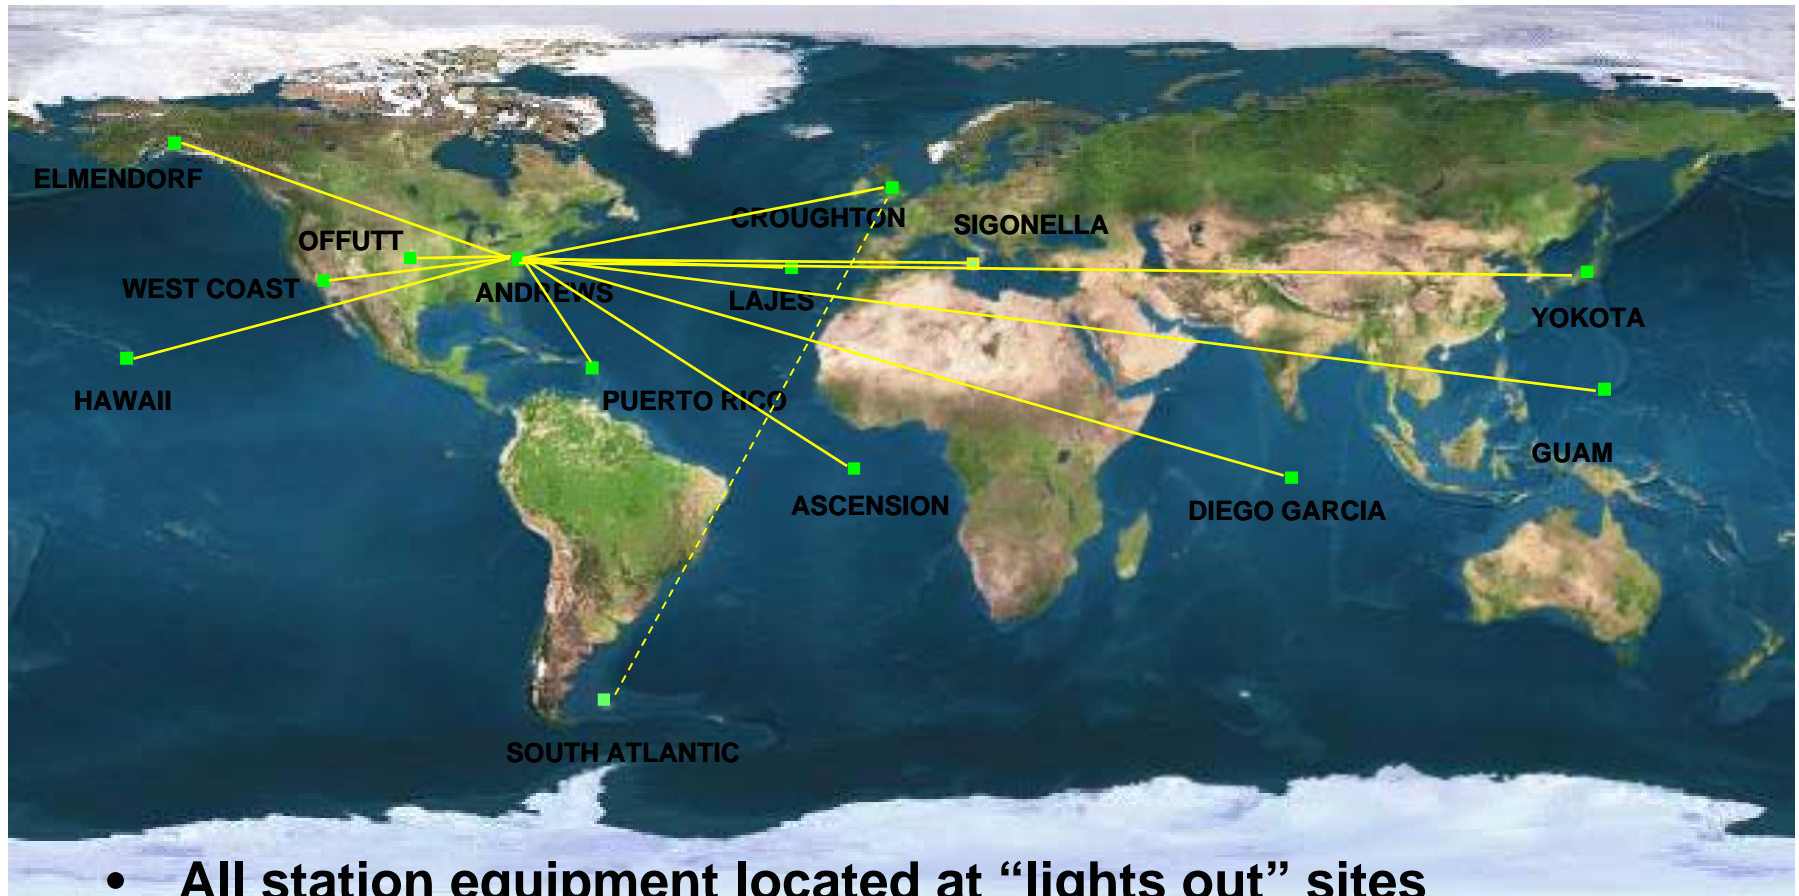 ELMENDORF
CROUGHTON
SIGONELLA
OFFUTT
WEST COAST
ANDREWS
LAJES
YOKOTA
HAWAII
PUERTO RICO
GUAM
ASCENSION
DIEGO GARCIA
SOUTH ATLANTIC
• All station equipment located at “lights out” sites